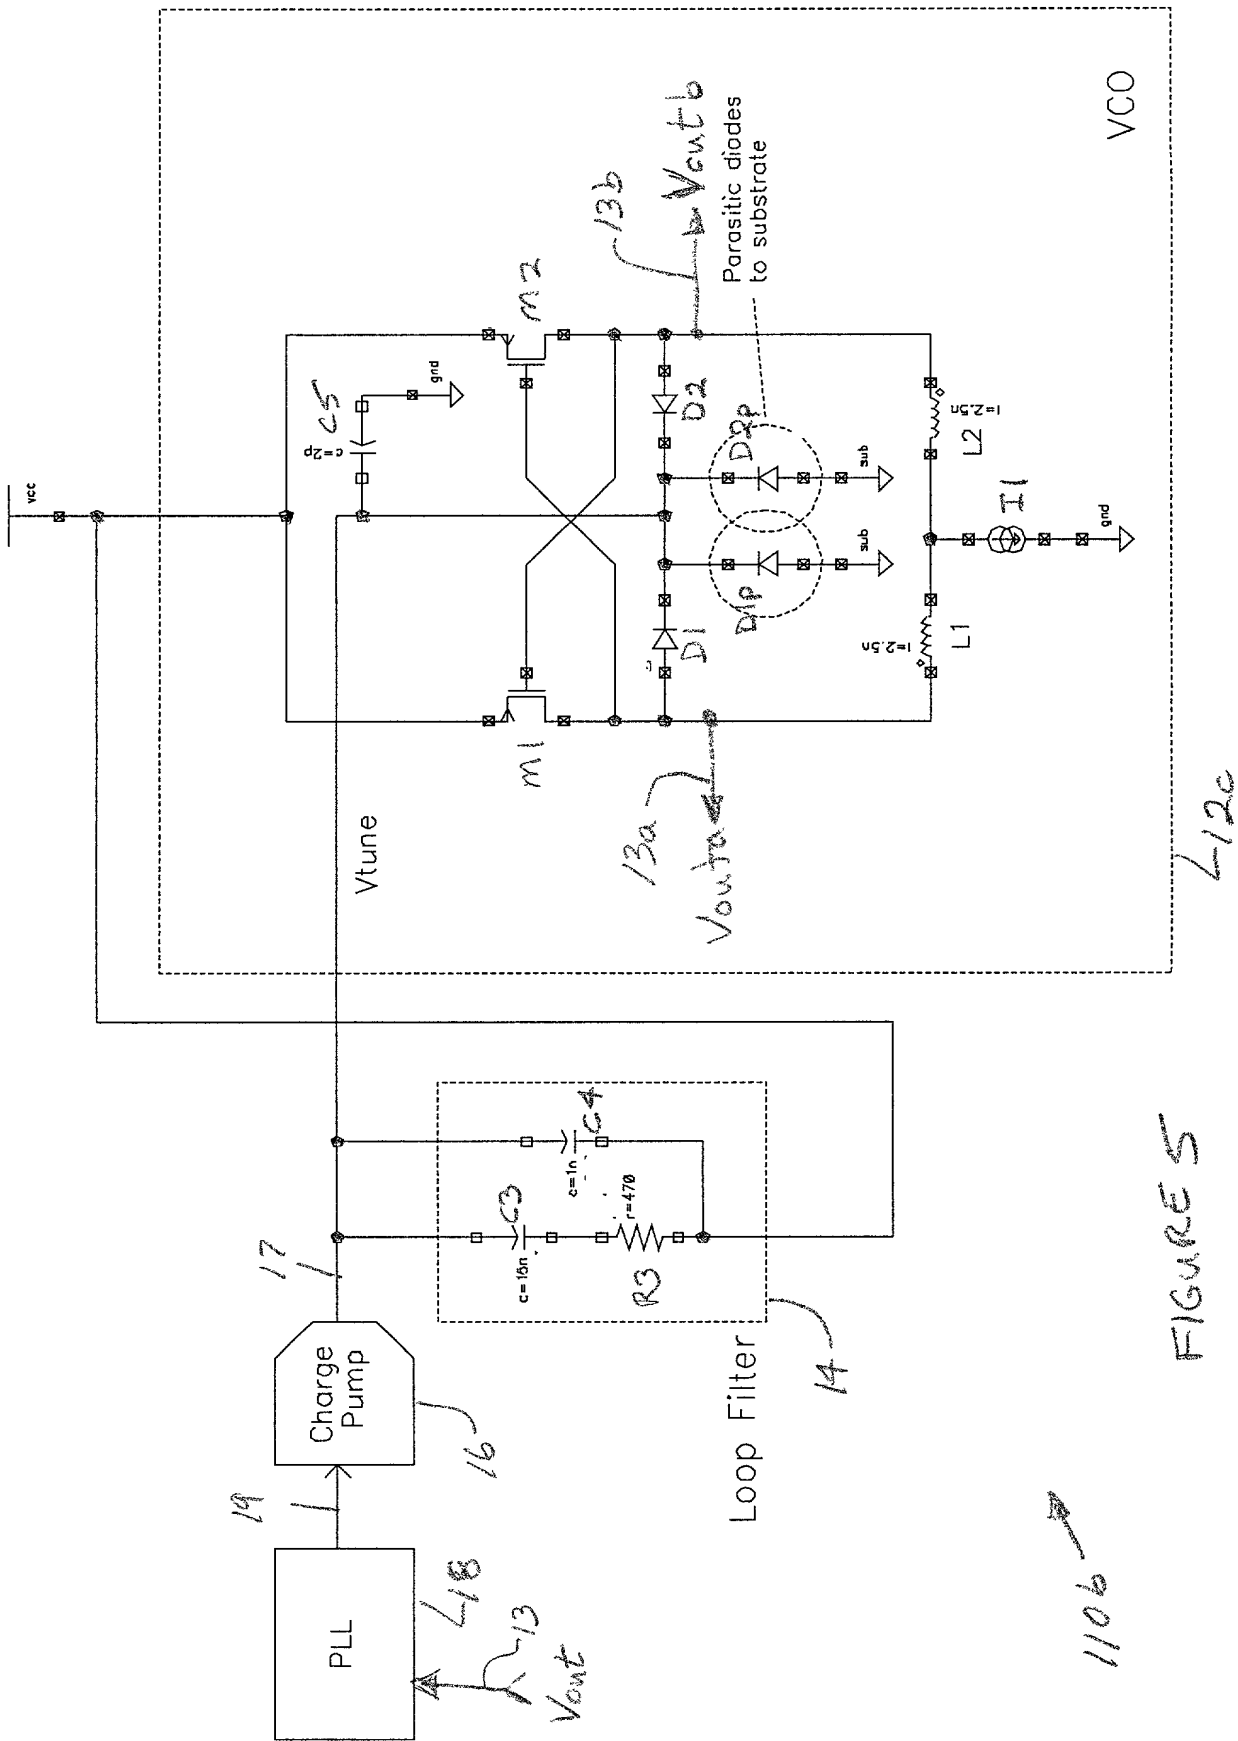 vcc
C5
c=2p
gnd
M2
M1
13b
Voutb
Parasitic diodes
to substrate
VCO
D2
D1
D2p
D1p
sub
sub
13a
Vouta
l=2.5n
L2
l=2.5n
L1
I1
gnd
Vtune
12c
17
C4
c=1n
C3
c=15n
r=470
R3
Loop Filter
14
Charge
Pump
16
19
PLL
18
13
Vout
110b
FIGURE 5